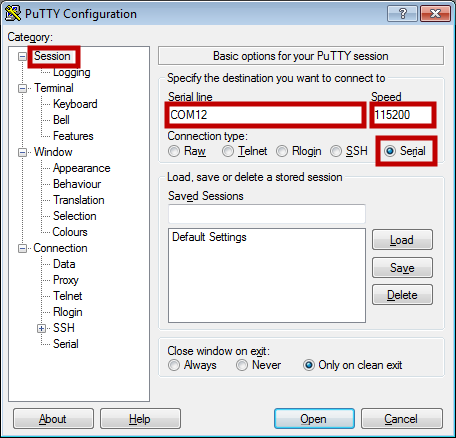 PuTTY Configuration
Category:
Session
Logging
Terminal
Keyboard
Bell
Features
Window
Appearance
Behaviour
Translation
Selection
Colours
Connection
Data
Proxy
Telnet
Rlogin
SSH
Serial
Basic options for your PuTTY session
Specify the destination you want to connect to
Serial line Speed
COM12 115200
Connection type:
Raw Telnet Rlogin SSH Serial
Load, save or delete a stored session
Saved Sessions
Default Settings
Load
Save
Delete
Close window on exit:
Always Never Only on clean exit
About Help Open Cancel